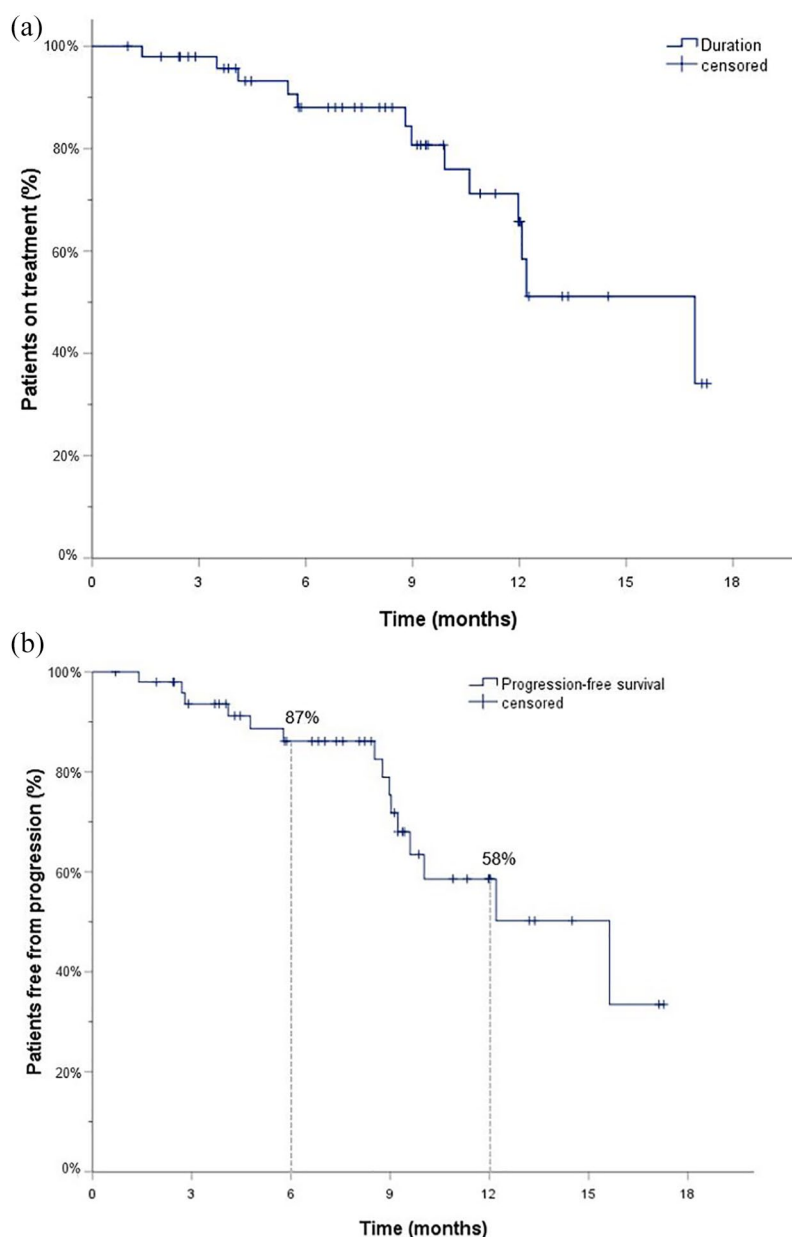 (a)
Duration
censored
100%
80%
60%
40%
20%
0%
Patients on treatment (%)
0 3 6 9 12 15 18
Time (months)
(b)
Progression-free survival
censored
100%
80%
60%
40%
20%
0%
87%
58%
Patients free from progression (%)
0 3 6 9 12 15 18
Time (months)